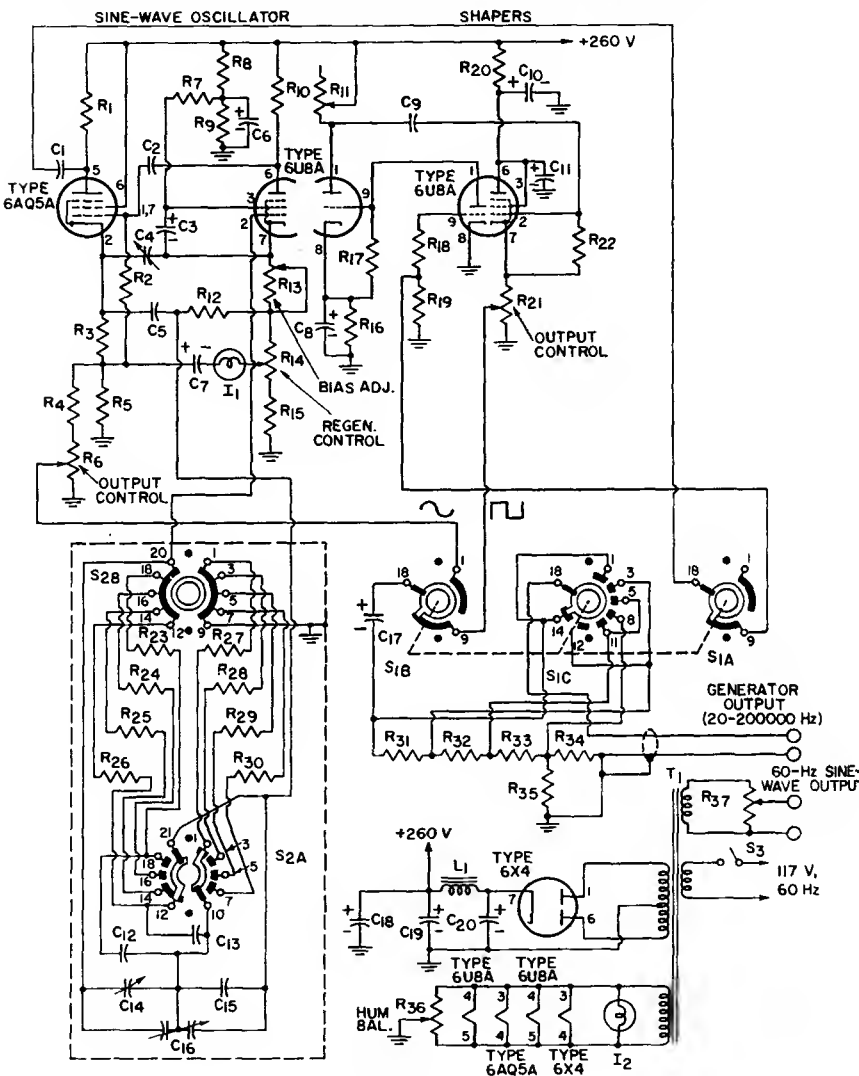 SINE-WAVE OSCILLATOR
SHAPERS
+260 V
R1
R7
R8
R9
C6
R10
R11
C9
R20
C10
C1
TYPE
6AQ5A
5
6
1,7
2
C2
C3
C4
R2
TYPE
6U8A
6
3
2
7
1
9
8
TYPE
6U8A
1
6
3
9
2
8
7
C11
R22
R17
R18
R19
R21
OUTPUT
CONTROL
R3
C5
R12
R13
C8
R16
C7
I1
R14
BIAS ADJ.
REGEN.
CONTROL
R15
R4
R5
R6
OUTPUT
CONTROL
S2B
20
1
18
3
16
5
14
7
12
9
R23
R27
R24
R28
R25
R29
R26
R30
S2A
21
1
18
3
16
5
14
7
12
10
C12
C13
C14
C15
C16
C17
18
1
9
S1B
18
1
3
5
8
14
12
11
S1C
18
1
9
S1A
GENERATOR
OUTPUT
(20-200000 Hz)
R31
R32
R33
R34
R35
T1
R37
60-Hz SINE-
WAVE OUTPUT
S3
117 V,
60 Hz
+260 V
L1
TYPE
6X4
7
1
6
C18
C19
C20
TYPE
6U8A
TYPE
6U8A
HUM
BAL.
R36
4
3
4
3
5
4
5
4
TYPE
6AQ5A
TYPE
6X4
I2